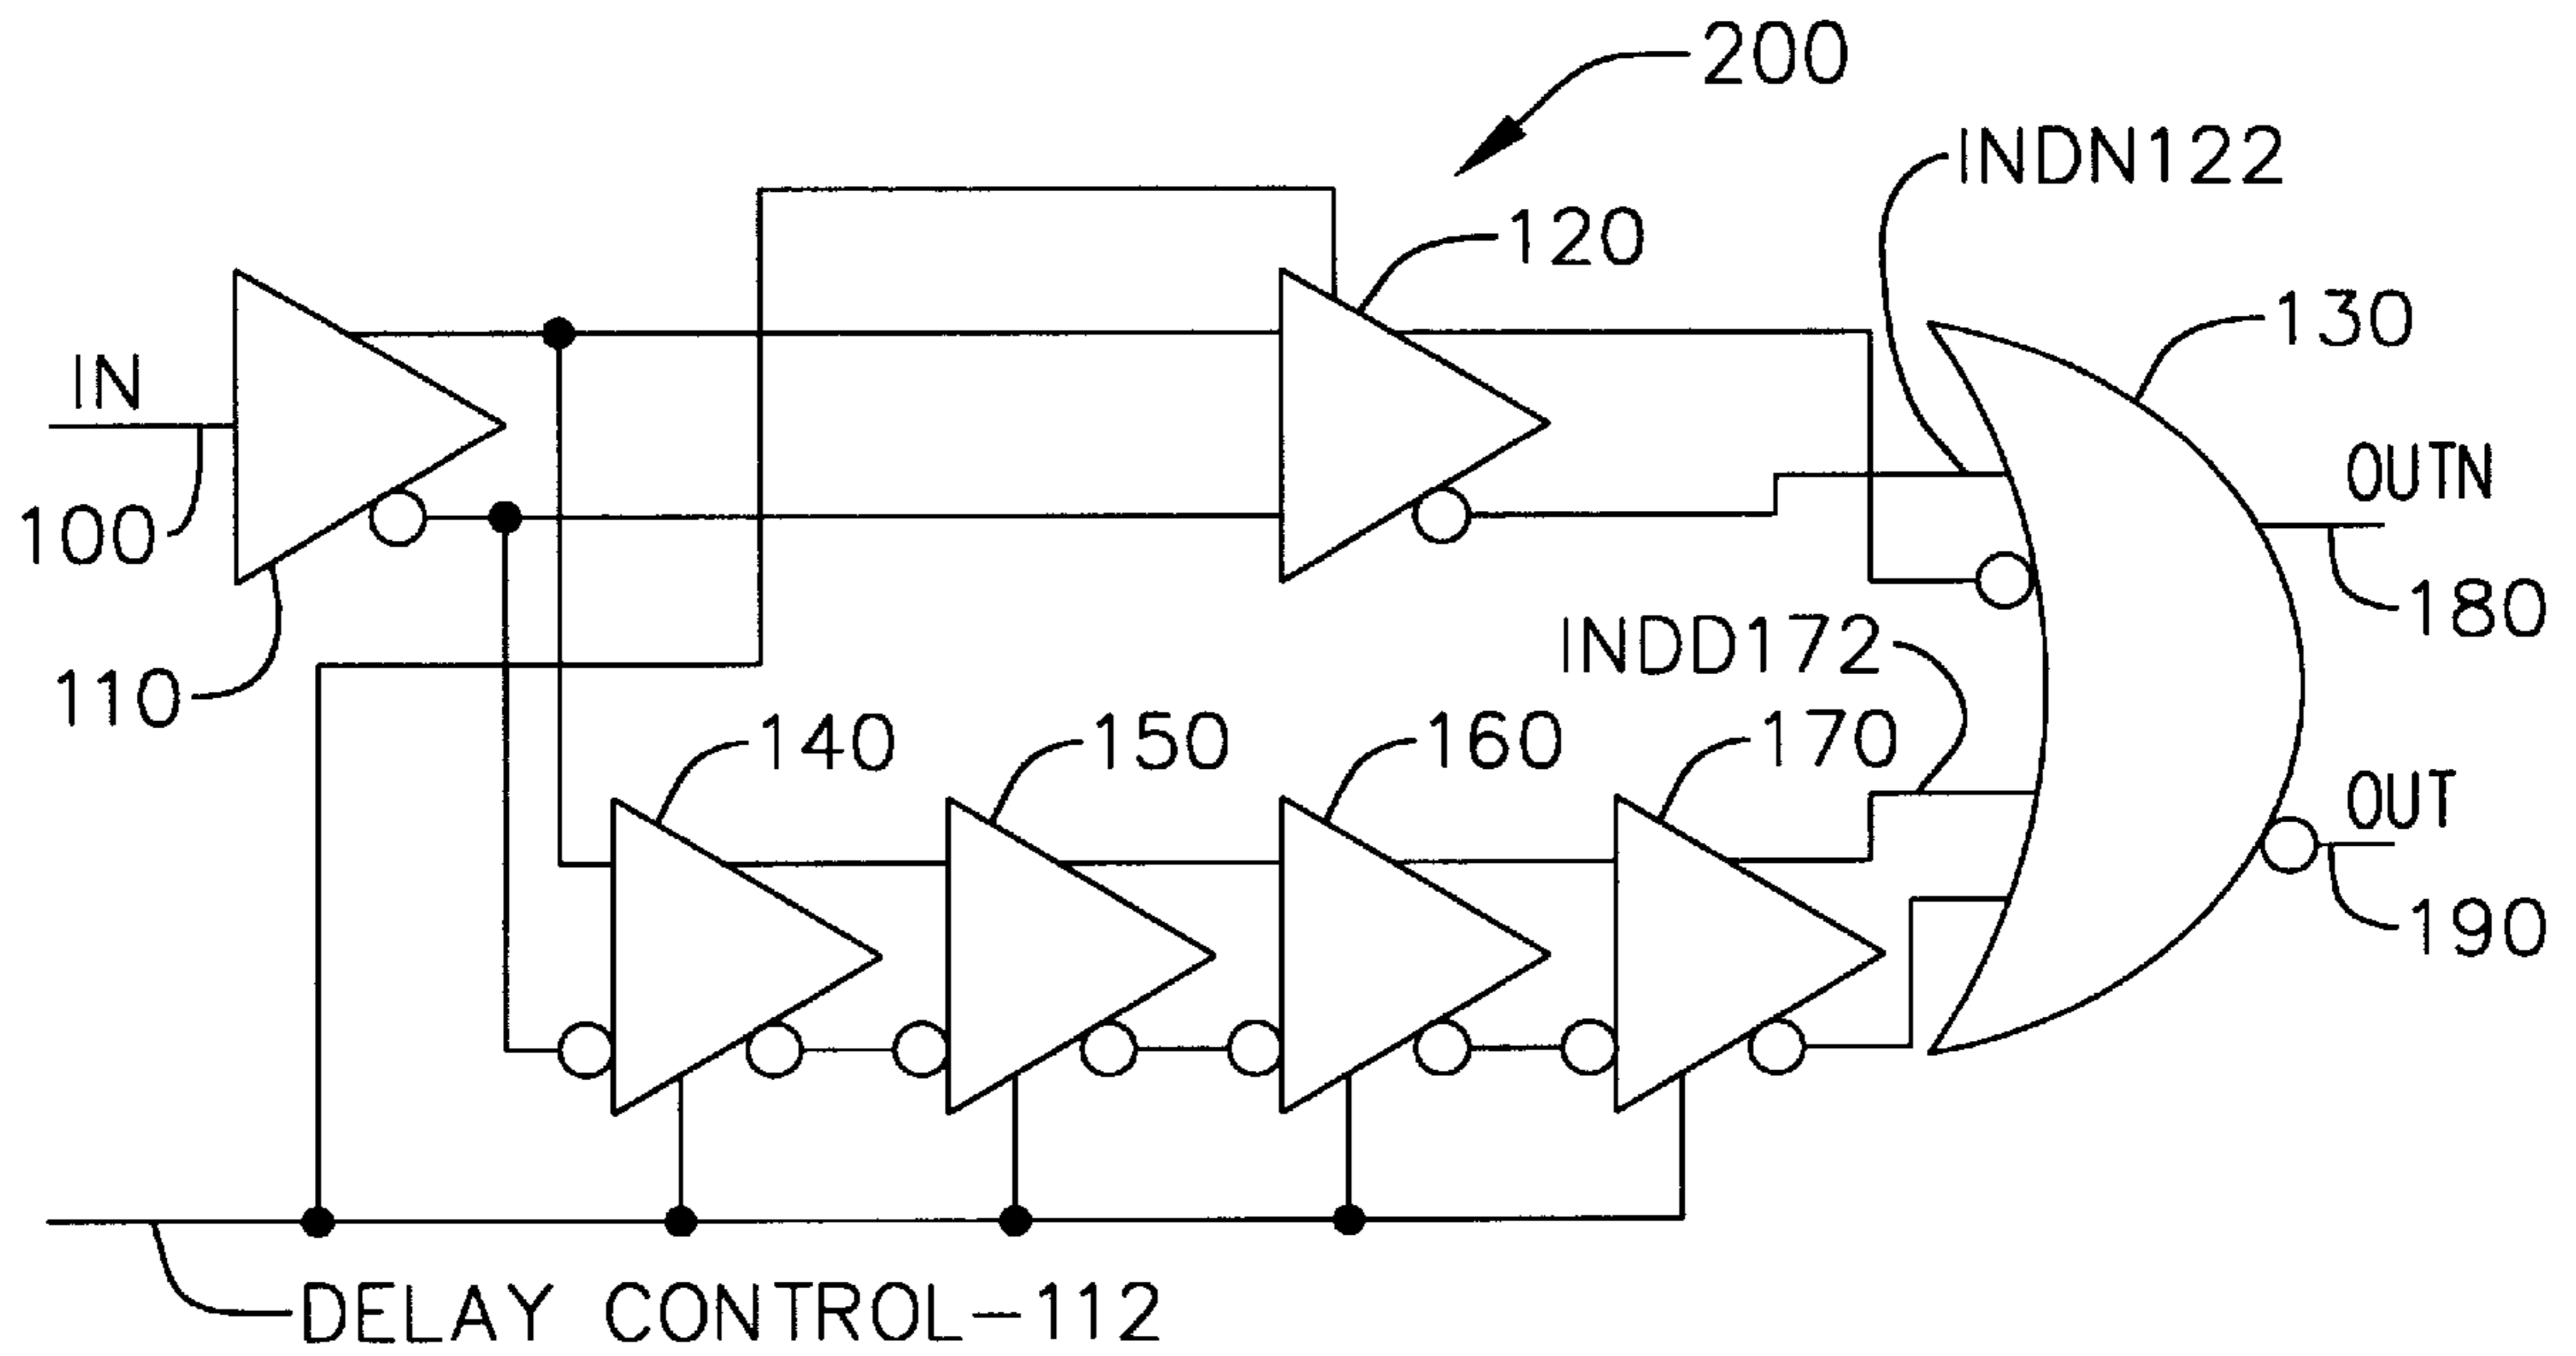 200
INDN122
120
130
IN
OUTN
100
180
INDD172
110
140
150
160
170
OUT
190
DELAY CONTROL-112